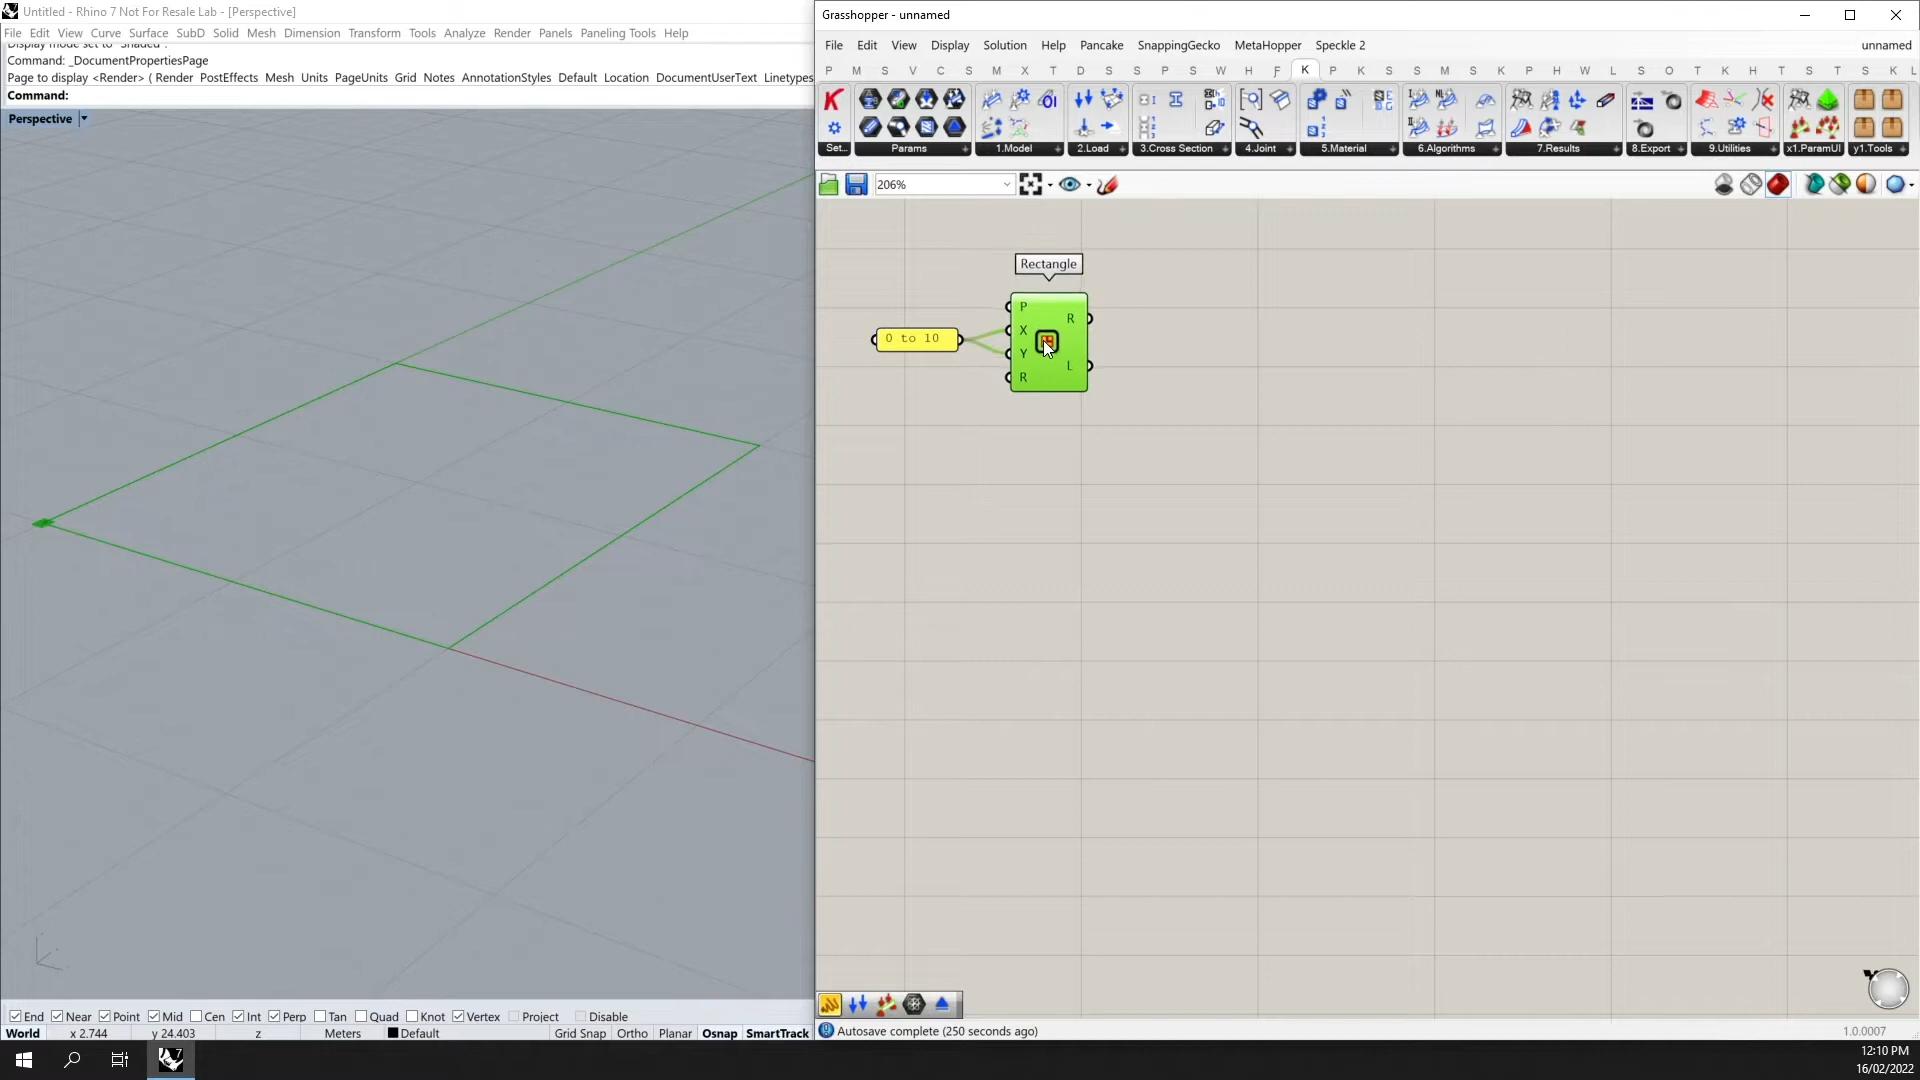 Untitled - Rhino 7 Not For Resale Lab - [Perspective]
File Edit View Curve Surface SubD Solid Mesh Dimension Transform Tools Analyze Render Panels Paneling Tools Help
Display mode set to "Shaded".
Command: _DocumentPropertiesPage
Page to display <Render> ( Render PostEffects Mesh Units PageUnits Grid Notes AnnotationStyles Default Location DocumentUserText Linetypes
Command:
Perspective
Grasshopper - unnamed
File Edit View Display Solution Help Pancake SnappingGecko MetaHopper Speckle 2
unnamed
P M S V C S M X T D S S P S W H F K P K S S M S K P H W L S O T K H T S T S K L
Set... Params 1.Model 2.Load 3.Cross Section 4.Joint 5.Material 6.Algorithms 7.Results 8.Export 9.Utilities x1.ParamUI y1.Tools
206%
Rectangle
0 to 10
P
X
Y
R
R
L
Autosave complete (250 seconds ago)
1.0.0007
End Near Point Mid Cen Int Perp Tan Quad Knot Vertex Project Disable
World x 2.744 y 24.403 z Meters Default Grid Snap Ortho Planar Osnap SmartTrack
12:10 PM
16/02/2022